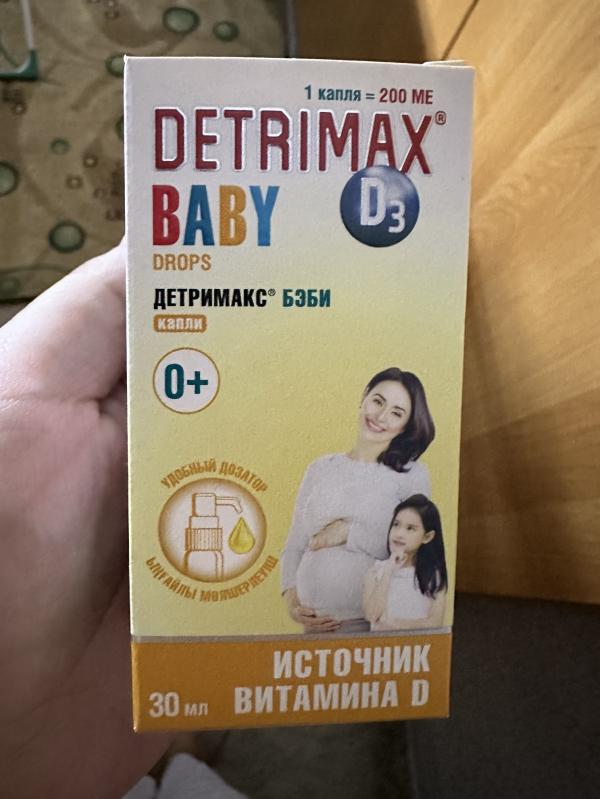 1 капля = 200 МЕ
DETRIMAX®
BABY
D3
DROPS
ДЕТРИМАКС® БЭБИ
капли
0+
УДОБНЫЙ ДОЗАТОР
ЫҢҒАЙЛЫ МӨЛШЕРЛЕУІШ
ИСТОЧНИК
30 мл ВИТАМИНА D